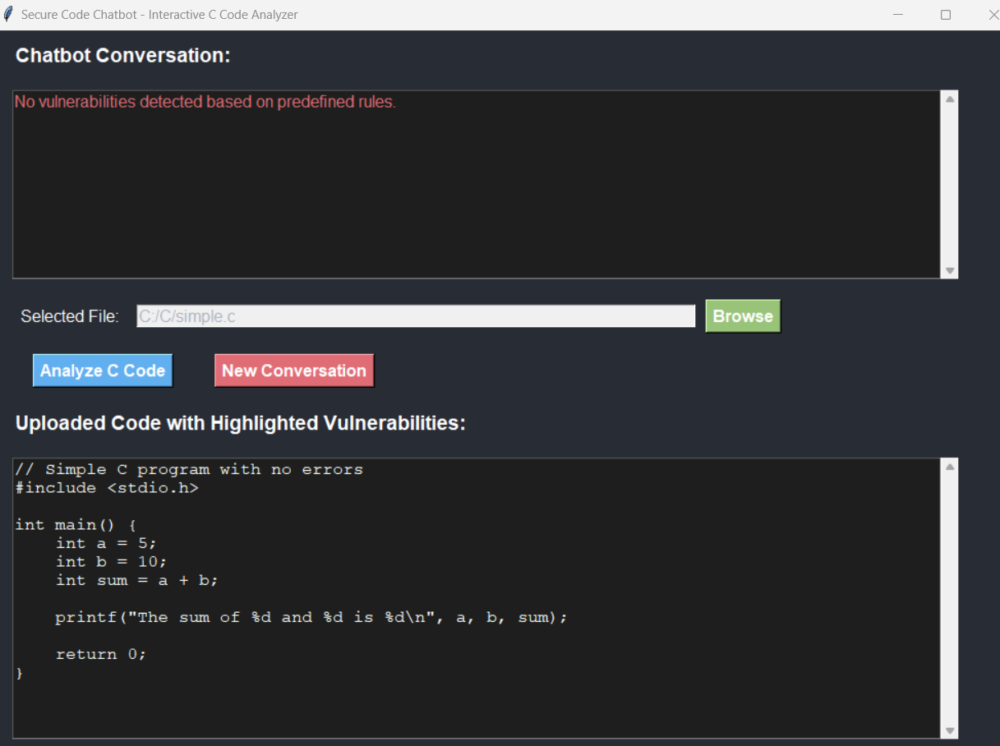 Secure Code Chatbot - Interactive C Code Analyzer
Chatbot Conversation:
No vulnerabilities detected based on predefined rules.
Selected File: C:/C/simple.c Browse
Analyze C Code New Conversation
Uploaded Code with Highlighted Vulnerabilities:
// Simple C program with no errors
#include <stdio.h>
int main() {
    int a = 5;
    int b = 10;
    int sum = a + b;
    printf("The sum of %d and %d is %d\n", a, b, sum);
    return 0;
}